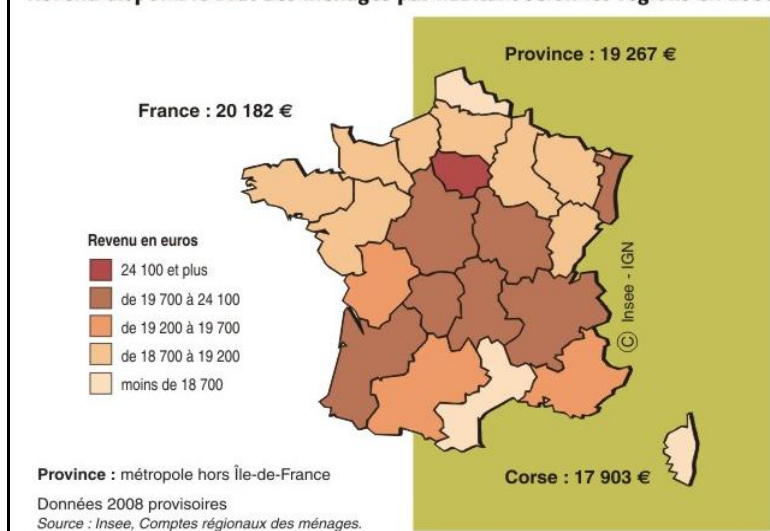 Province : 19 267 €
France : 20 182 €
Revenu en euros
24 100 et plus
de 19 700 à 24 100
de 19 200 à 19 700
de 18 700 à 19 200
moins de 18 700
© Insee - IGN
Province : métropole hors Île-de-France
Corse : 17 903 €
Données 2008 provisoires
Source : Insee, Comptes régionaux des ménages.